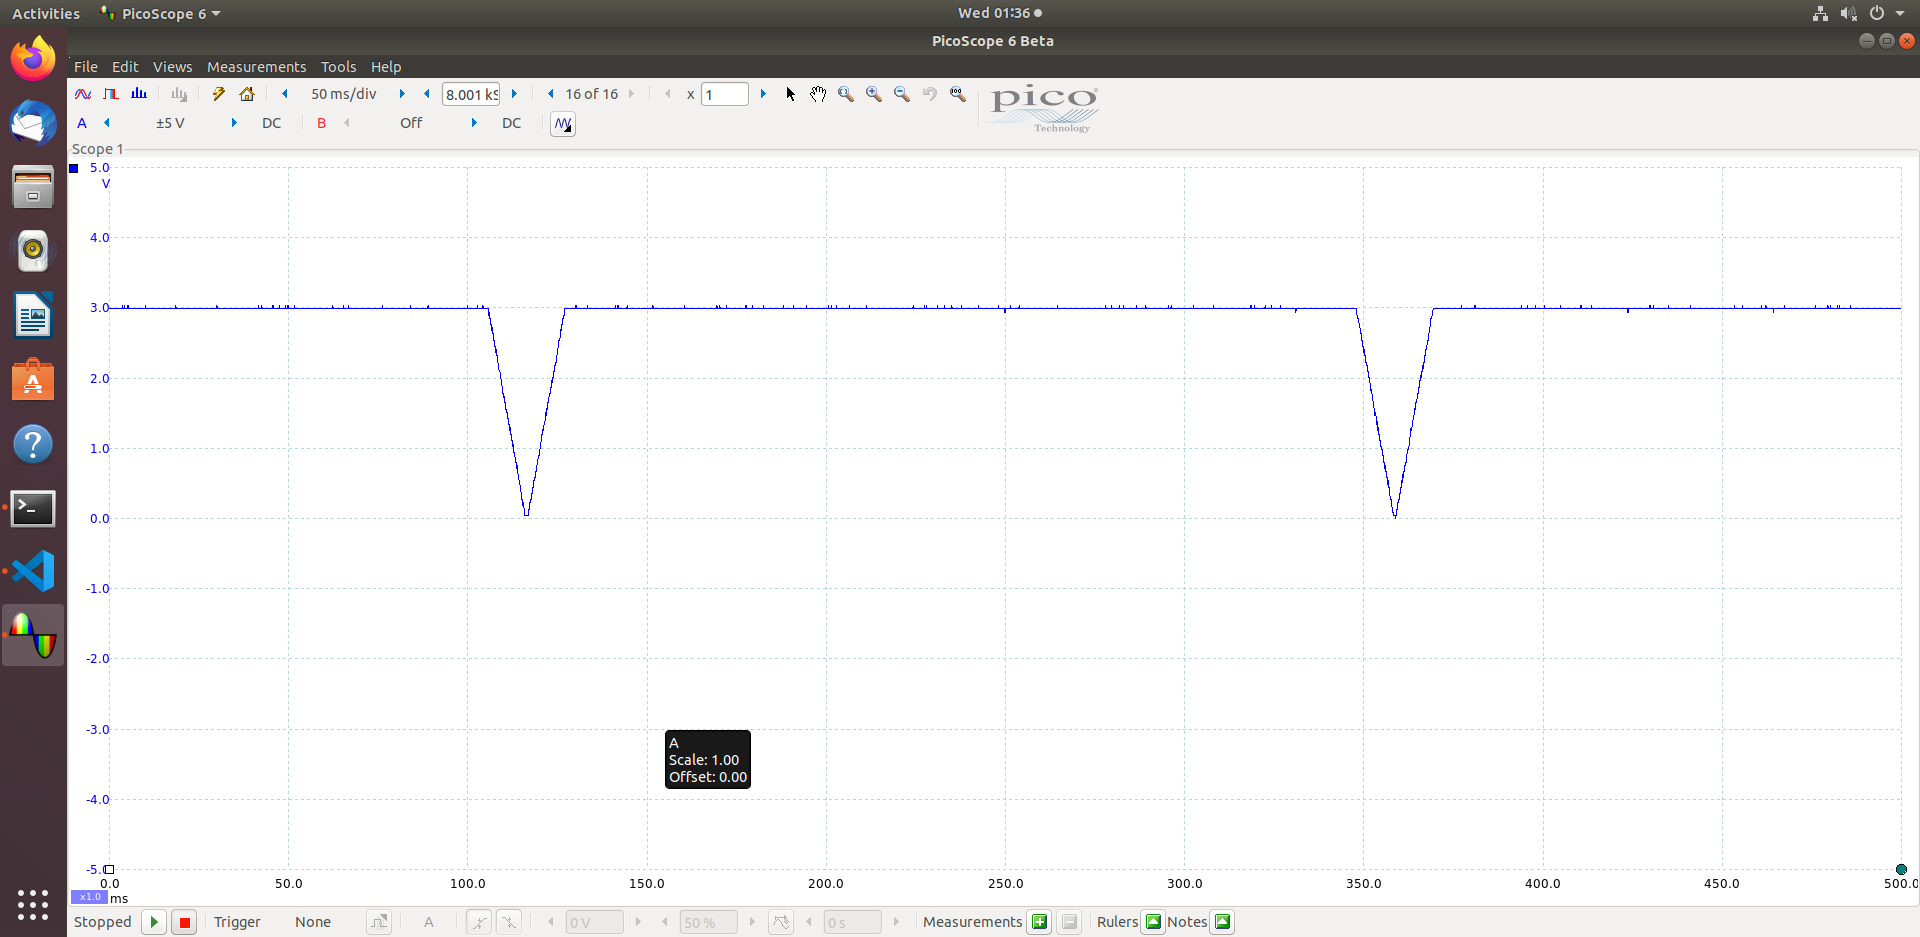 Activities PicoScope 6 Wed 01:36
PicoScope 6 Beta
File Edit Views Measurements Tools Help
50 ms/div 8.001 kS 16 of 16 x 1
A ±5 V DC B Off DC
pico
Technology
Scope 1
5.0
V
4.0
3.0
2.0
1.0
0.0
-1.0
-2.0
-3.0
-4.0
-5.0
A
Scale: 1.00
Offset: 0.00
0.0 50.0 100.0 150.0 200.0 250.0 300.0 350.0 400.0 450.0 500.0
x1.0 ms
Stopped Trigger None A 0 V 50 % 0 s Measurements Rulers Notes